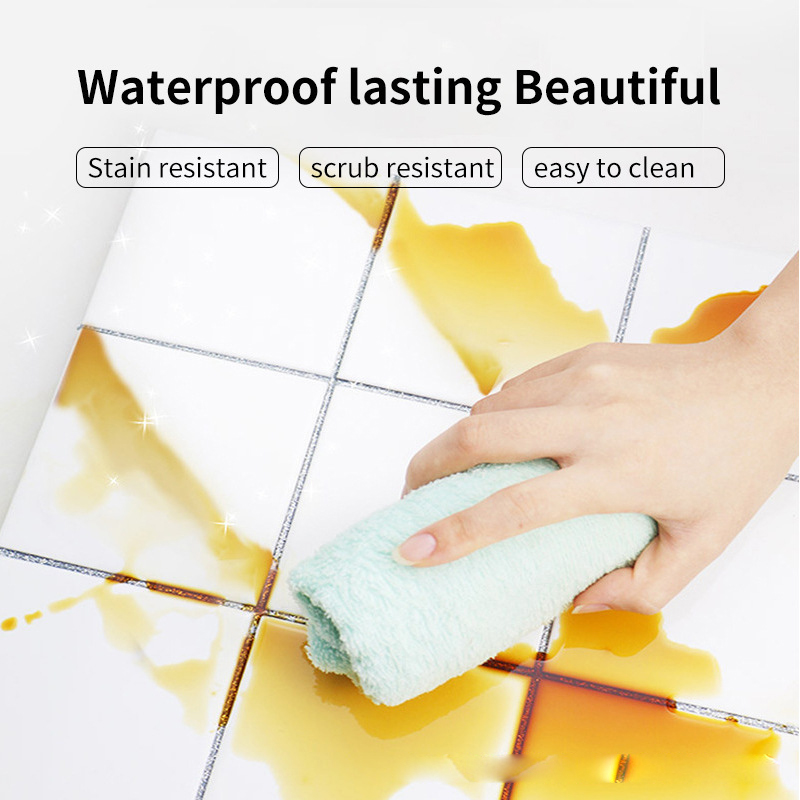 Waterproof lasting Beautiful
Stain resistant scrub resistant easy to clean